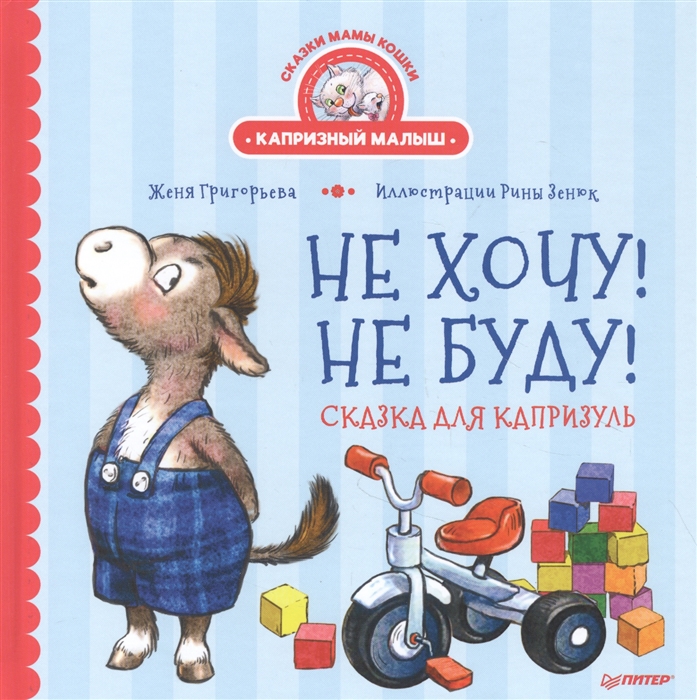 СКАЗКИ МАМЫ КОШКИ
• КАПРИЗНЫЙ МАЛЫШ •
Женя Григорьева • Иллюстрации Рины Зенюк
НЕ ХОЧУ!
НЕ БУДУ!
СКАЗКА ДЛЯ КАПРИЗУЛЬ
ПИТЕР®